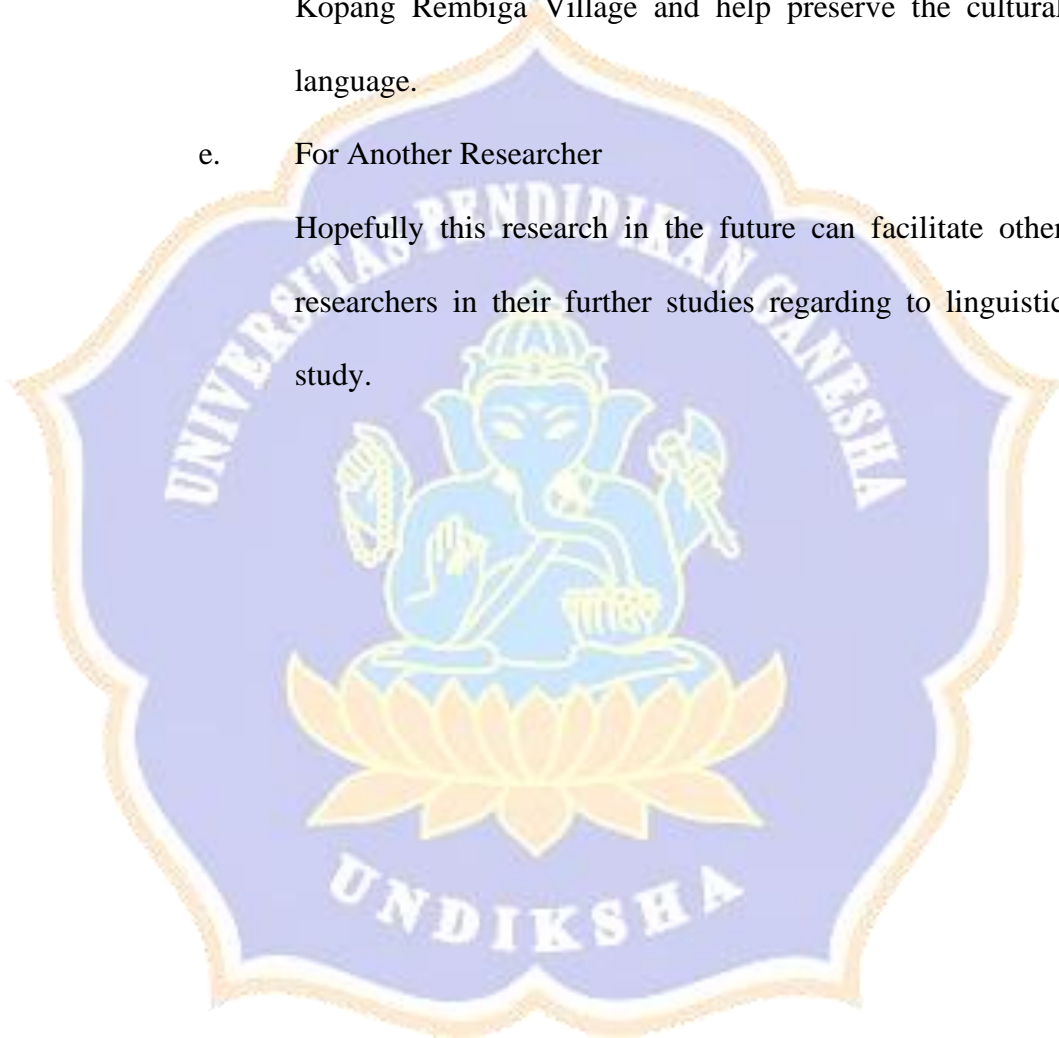 Kopang Rembiga Village and help preserve the cultural
language.
e. For Another Researcher
Hopefully this research in the future can facilitate other
researchers in their further studies regarding to linguistic
study.
UNIVERSITAS PENDIDIKAN GANESHA
UNDIKSHA